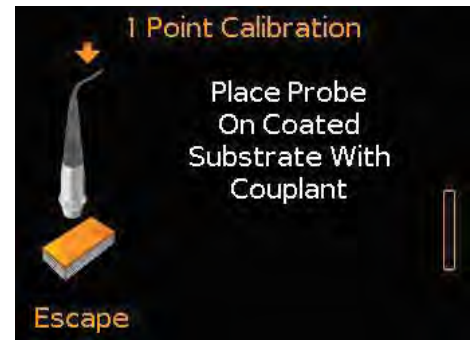 1 Point Calibration
Place Probe
On Coated
Substrate With
Couplant
Escape